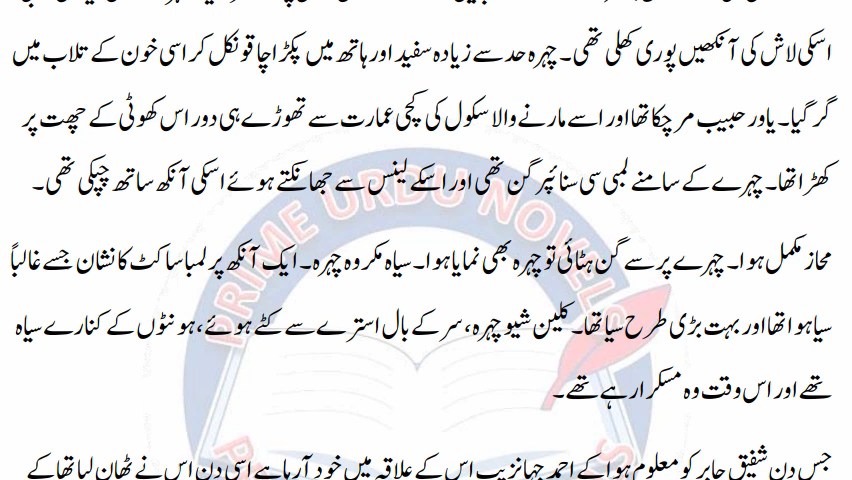 اسکی لاش کی آنکھیں پوری کھلی تھی۔ چہرہ حد سے زیادہ سفید اور ہاتھ میں پکڑا چاقو نکل کر اسی خون کے تلاب میں
گر گیا۔ یاور حبیب مر چکا تھا اور اسے مارنے والا سکول کی کچی عمارت سے تھوڑے ہی دور اس کھوٹی کے چھت پر
کھڑا تھا۔ چہرے کے سامنے لمبی سی سنائپر گن تھی اور اسکے لینس سے جھانکتے ہوئے اسکی آنکھ ساتھ چپکی تھی۔
محاز مکمل ہوا۔ چہرے پر سے گن ہٹائی تو چہرہ بھی نمایا ہوا۔ سیاہ مکروہ چہرہ۔ ایک آنکھ پر لمبا سا کٹ کا نشان جسے غالباً
سیا ہوا تھا اور بہت بڑی طرح سیا تھا۔ کلین شیو چہرہ، سر کے بال استرے سے کٹے ہوئے، ہونٹوں کے کنارے سیاہ
تھے اور اس وقت وہ مسکرا رہے تھے۔
جس دن شفیق جابر کو معلوم ہوا کے احمد جہانزیب اس کے علاقہ میں خود آرہا ہے اسی دن اس نے ٹھان لیا تھا کے
PRIME URDU NOVELS